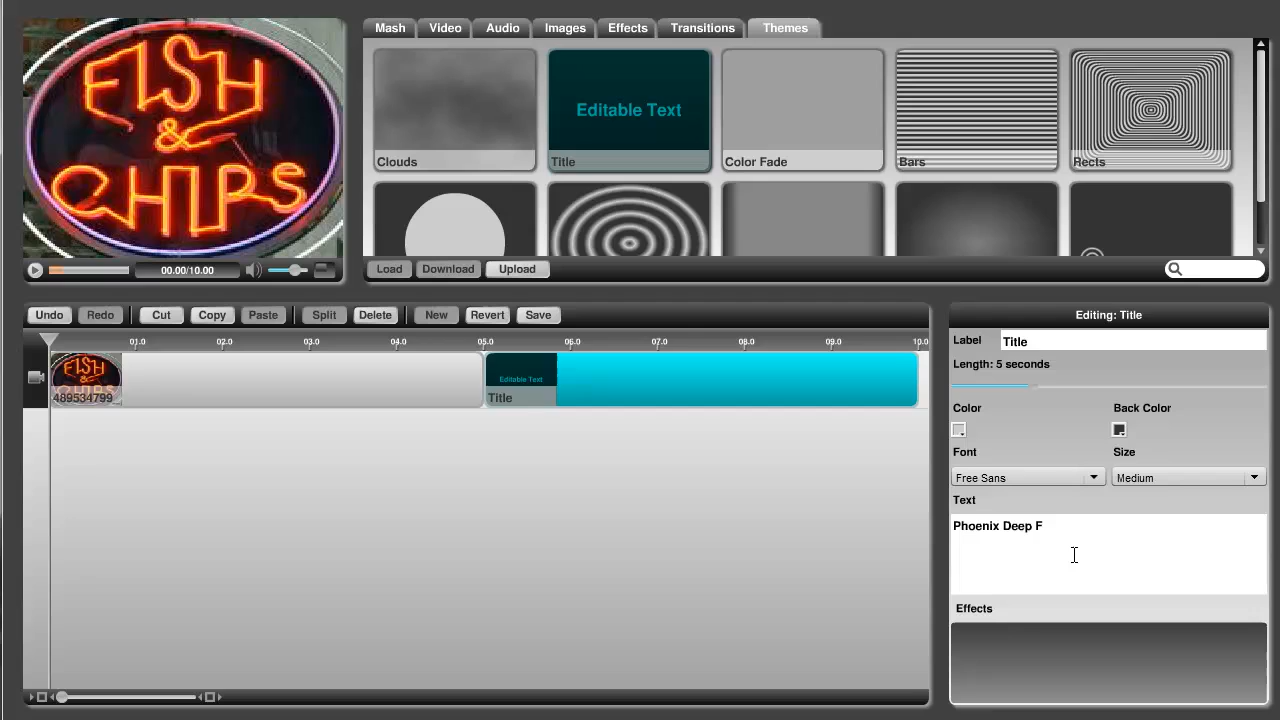 FISH
&
CHIPS
00.00/10.00
Mash Video Audio Images Effects Transitions Themes
Editable Text
Clouds Title Color Fade Bars Rects
Load Download Upload
Undo Redo Cut Copy Paste Split Delete New Revert Save
01.0 02.0 03.0 04.0 05.0 06.0 07.0 08.0 09.0 10.0
FISH
&
CHIPS
489534799
Editable Text
Title
Editing: Title
Label Title
Length: 5 seconds
Color Back Color
Font Size
Free Sans Medium
Text
Phoenix Deep F
Effects